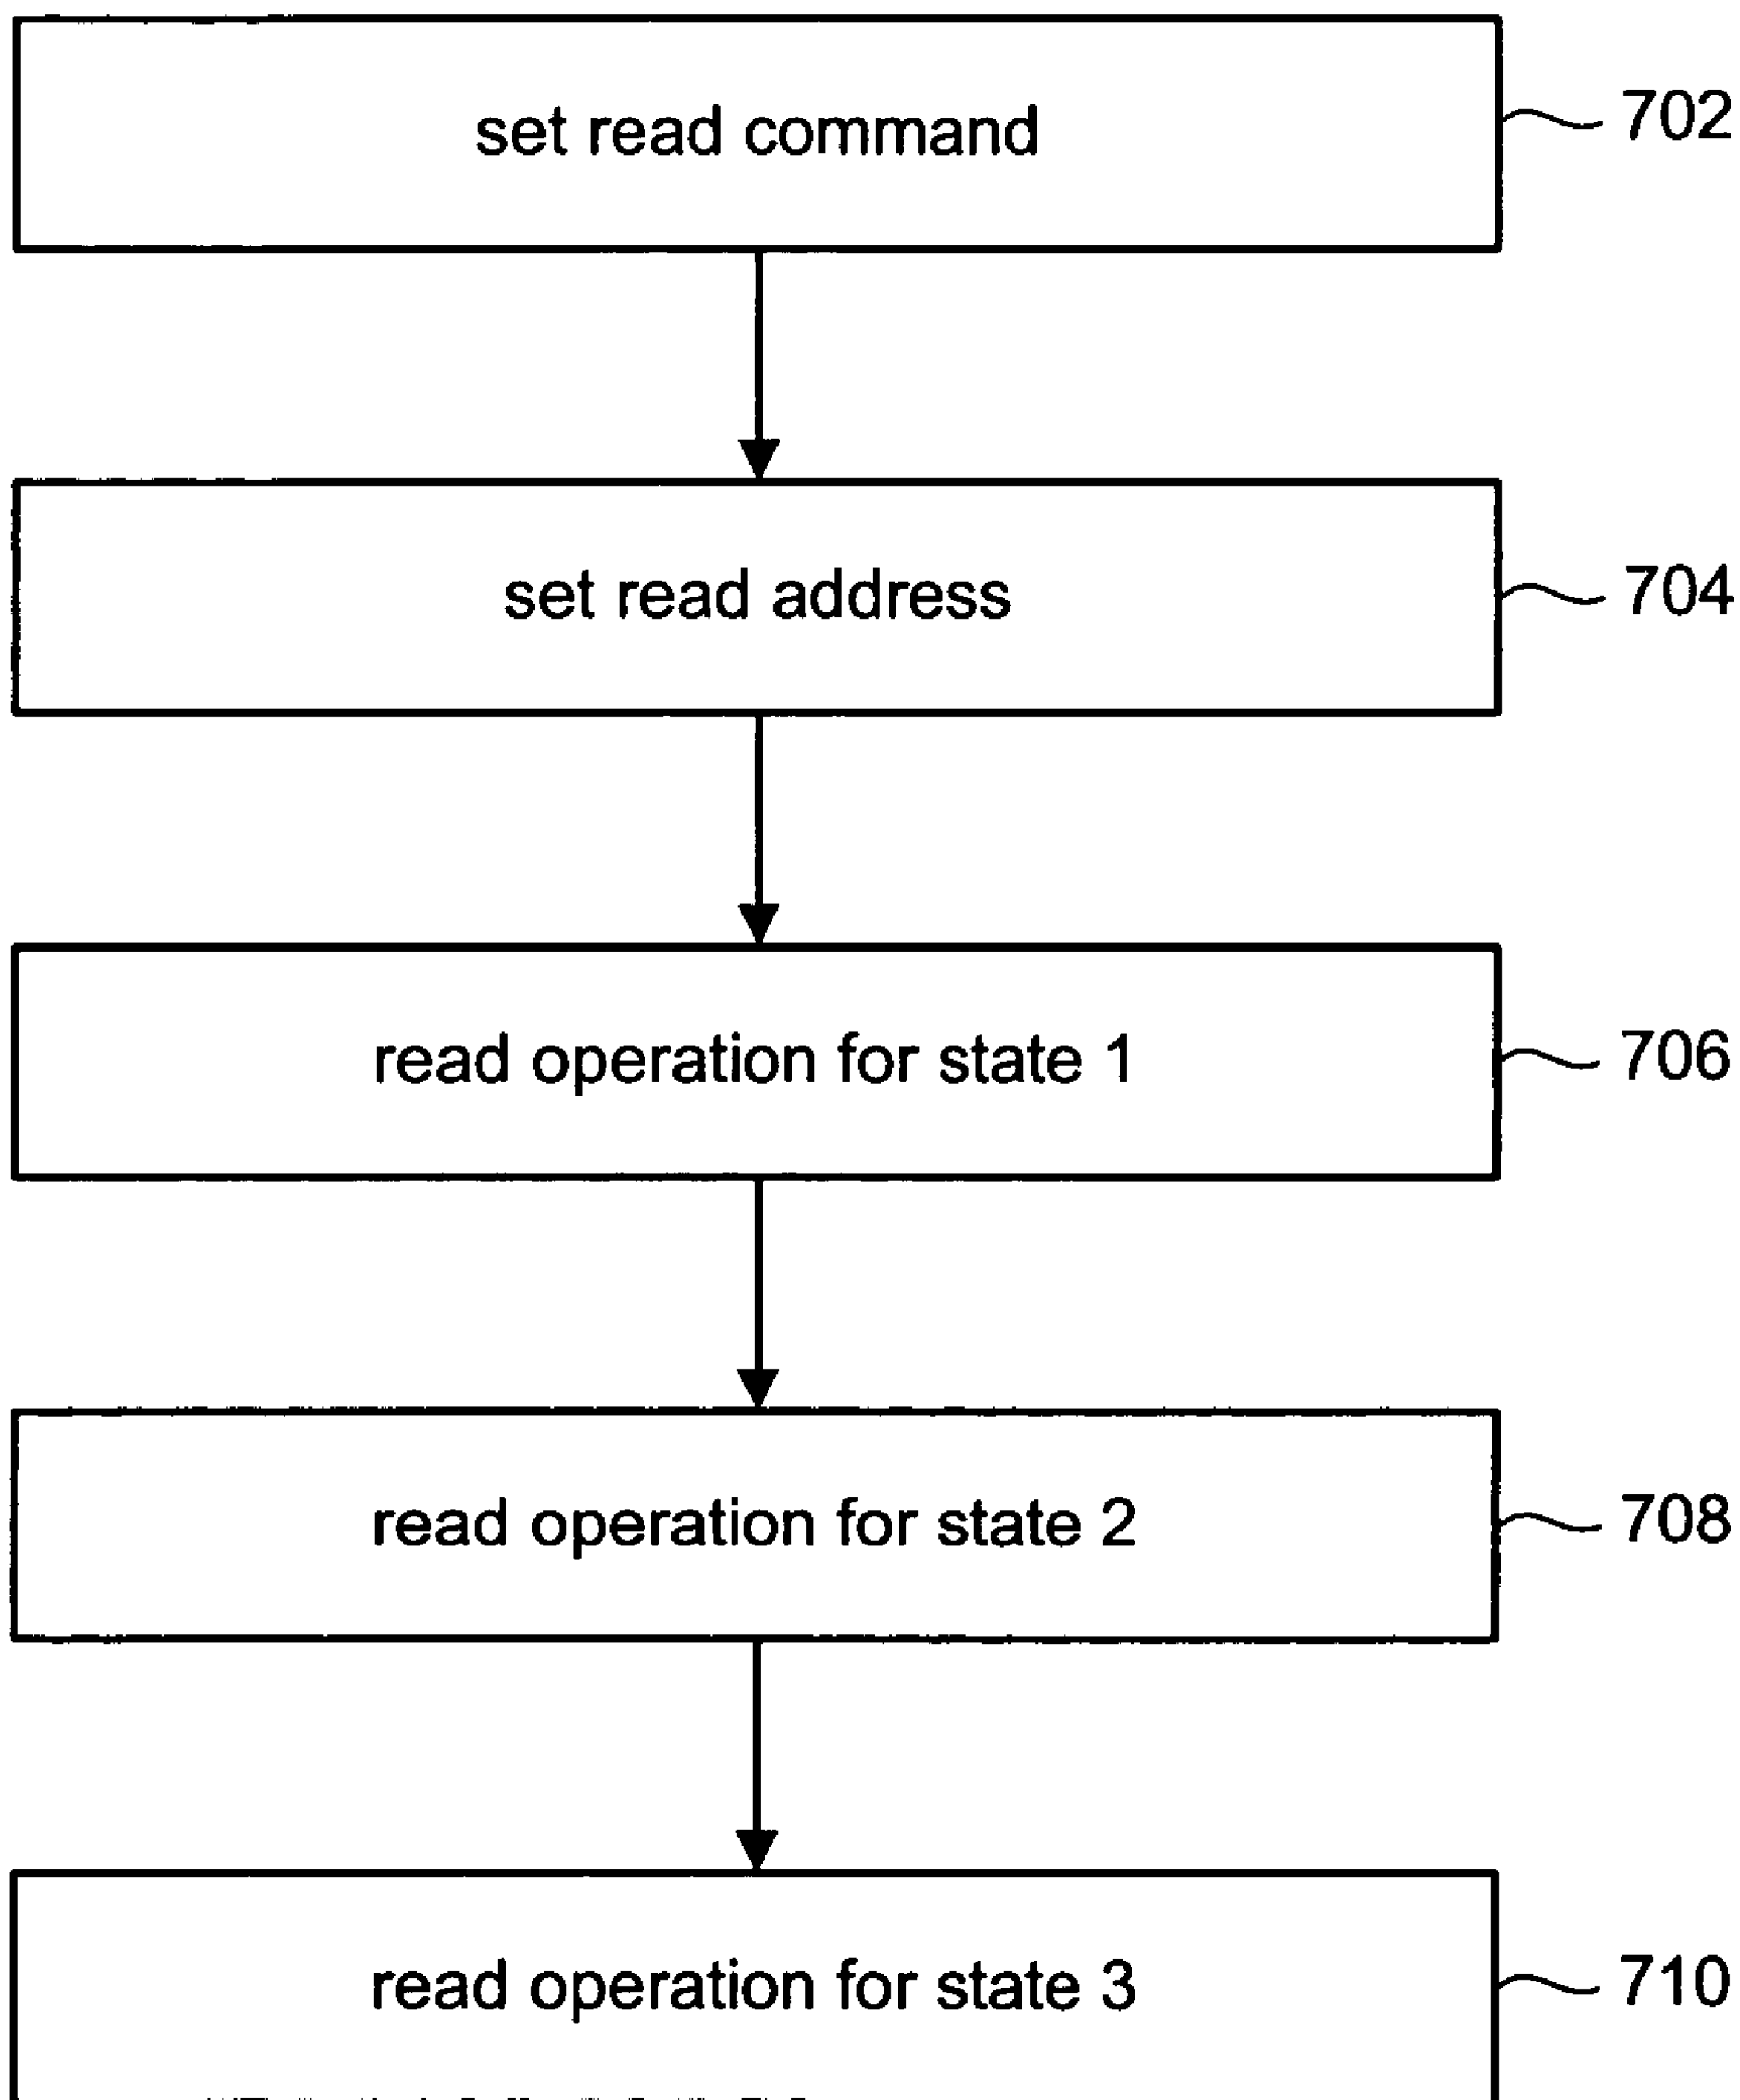 set read command 702
set read address 704
read operation for state 1 706
read operation for state 2 708
read operation for state 3 710